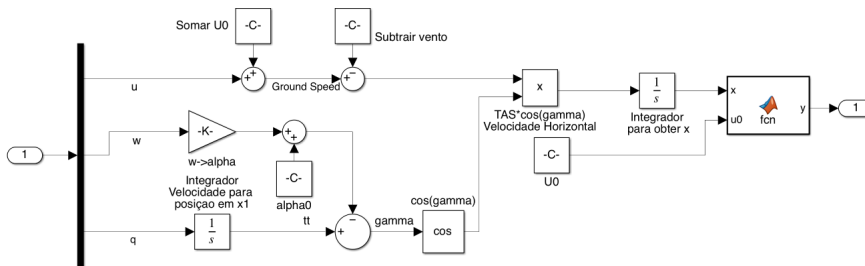 Somar U0
-C-
-C-
Subtrair vento
+
+
+
−
u
Ground Speed
x
TAS*cos(gamma)
Velocidade Horizontal
1
s
Integrador
para obter x
x
u0
fcn
y
1
1
w
-K-
w->alpha
+
+
-C-
alpha0
-C-
U0
Integrador
Velocidade para
posiçao em x1
1
s
q
tt
−
+
gamma
cos(gamma)
cos